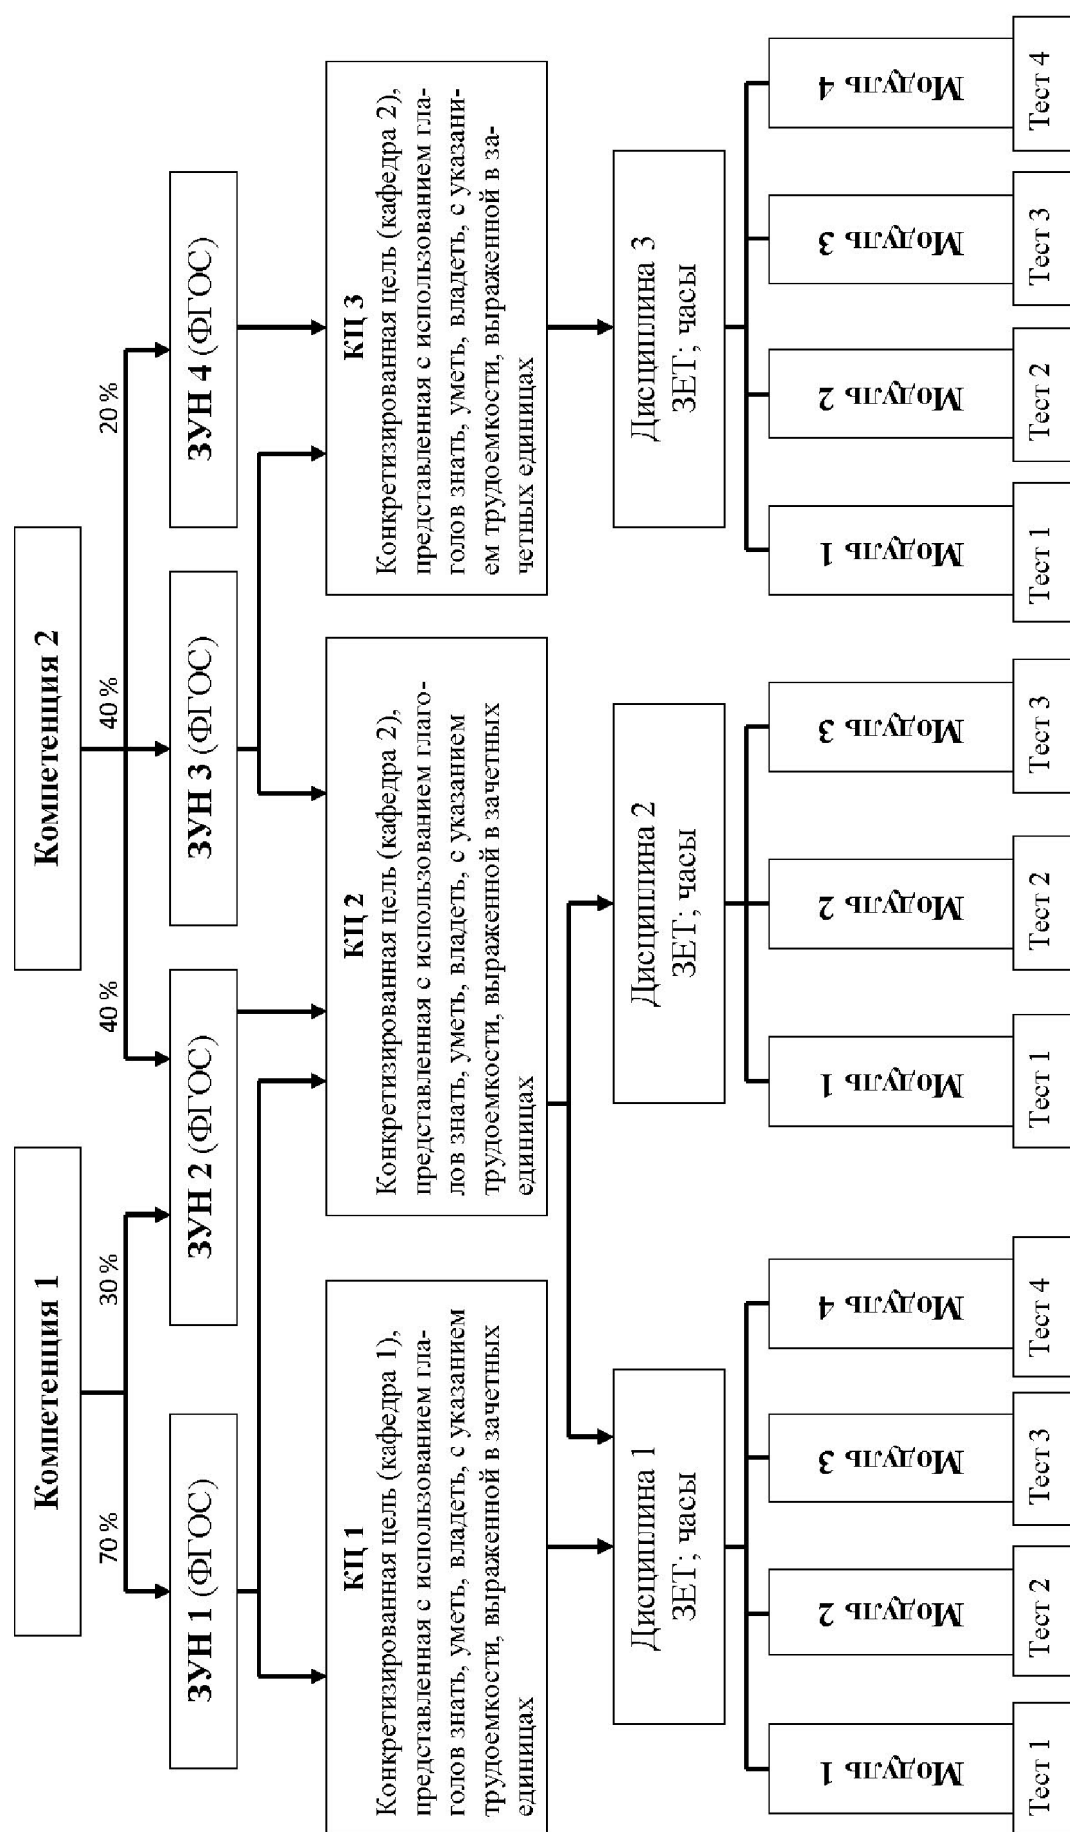 Компетенция 1
Компетенция 2
70 %
30 %
40 %
40 %
20 %
ЗУН 1 (ФГОС)
ЗУН 2 (ФГОС)
ЗУН 3 (ФГОС)
ЗУН 4 (ФГОС)
КЦ 1
Конкретизированная цель (кафедра 1),
представленная с использованием гла-
голов знать, уметь, владеть, с указанием
трудоемкости, выраженной в зачетных
единицах
КЦ 2
Конкретизированная цель (кафедра 2),
представленная с использованием глаго-
лов знать, уметь, владеть, с указанием
трудоемкости, выраженной в зачетных
единицах
КЦ 3
Конкретизированная цель (кафедра 2),
представленная с использованием гла-
голов знать, уметь, владеть, с указани-
ем трудоемкости, выраженной в за-
четных единицах
Дисциплина 1
ЗЕТ; часы
Дисциплина 2
ЗЕТ; часы
Дисциплина 3
ЗЕТ; часы
Модуль 1
Модуль 2
Модуль 3
Модуль 4
Модуль 1
Модуль 2
Модуль 3
Модуль 1
Модуль 2
Модуль 3
Модуль 4
Тест 1
Тест 2
Тест 3
Тест 4
Тест 1
Тест 2
Тест 3
Тест 1
Тест 2
Тест 3
Тест 4